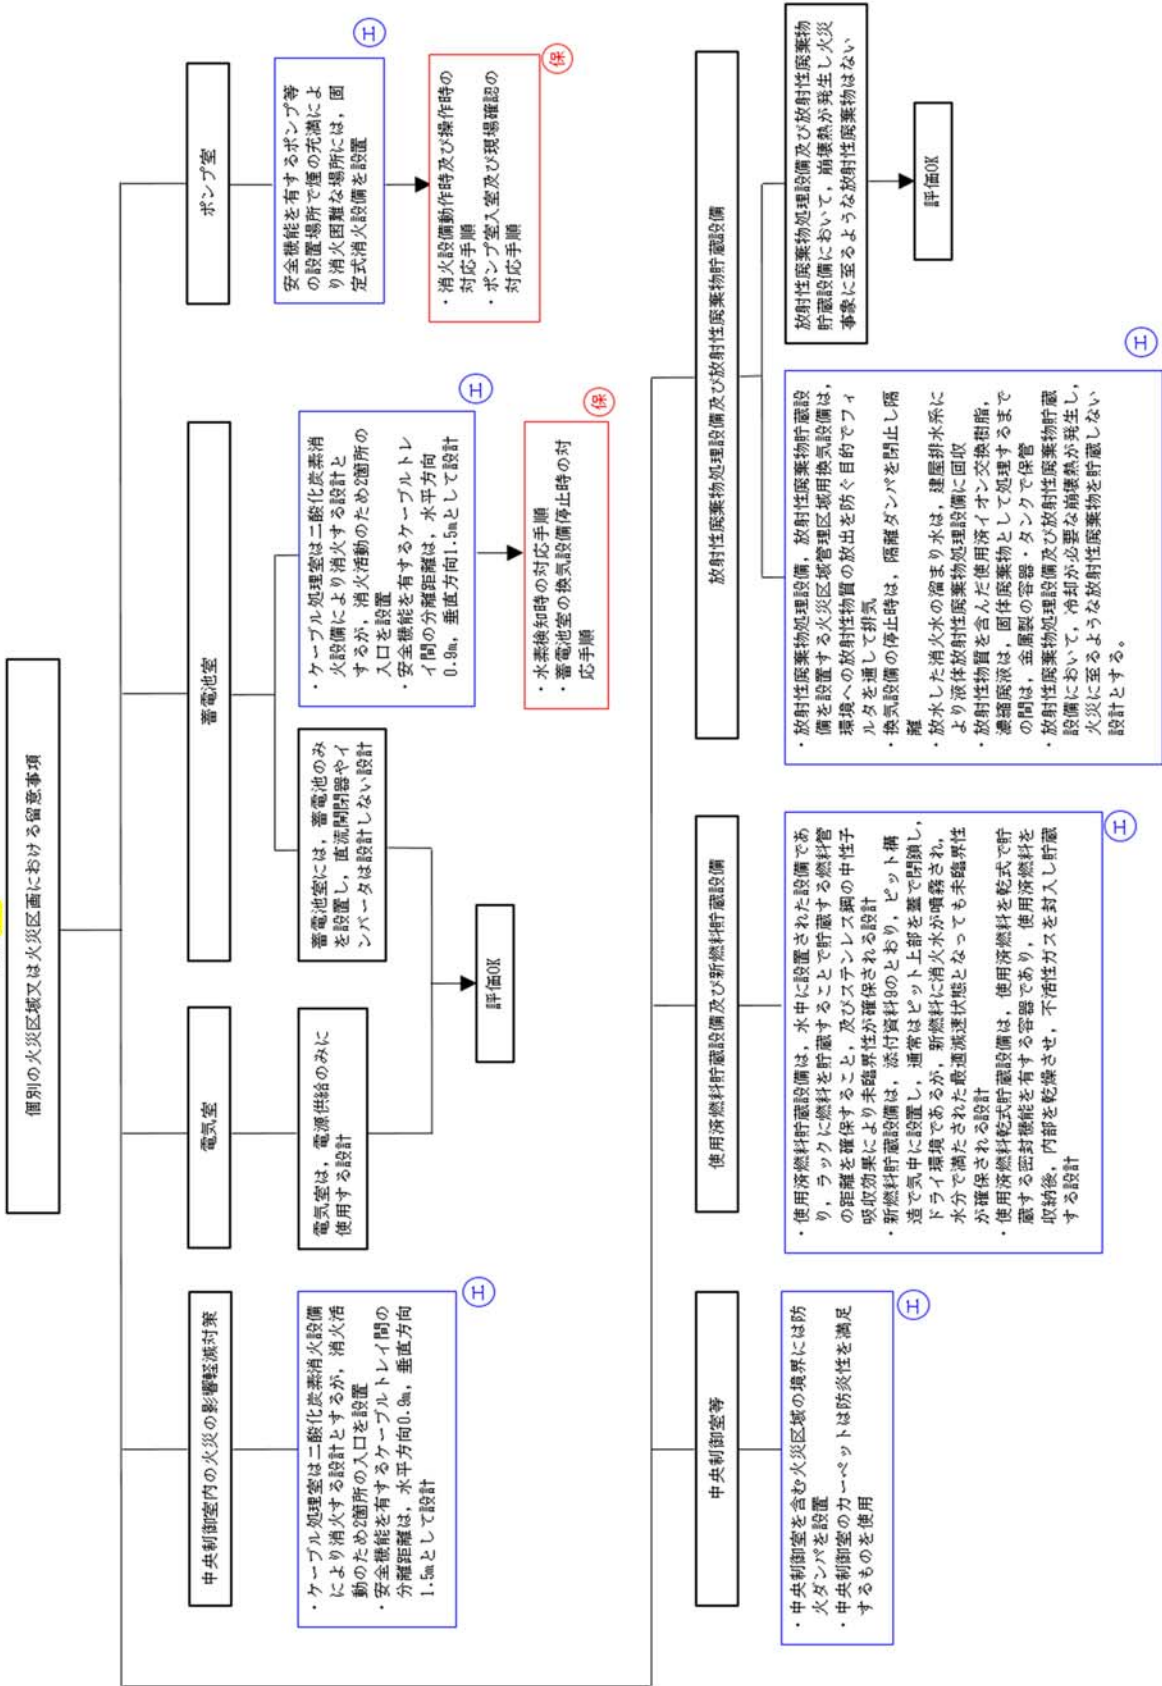 個別の火災区域又は火災区画における留意事項
中央制御室内の火災の影響軽減対策
・ケーブル処理室は二酸化炭素消火設備
により消火する設計とするが，消火活
動のため2箇所の入口を設置
・安全機能を有するケーブルトレイ間の
分離距離は，水平方向0.9m，垂直方向
1.5mとして設計
H
電気室
電気室は，電源供給のみに
使用する設計
蓄電池室
蓄電池室には，蓄電池のみ
を設置し，直流開閉器やイ
ンバータは設計しない設計
評価OK
・ケーブル処理室は二酸化炭素消
火設備により消火する設計と
するが，消火活動のため2箇所の
入口を設置
・安全機能を有するケーブルトレ
イ間の分離距離は，水平方向
0.9m，垂直方向1.5mとして設計
H
・水素検知時の対応手順
・蓄電池室の換気設備停止時の対
応手順
保
ポンプ室
安全機能を有するポンプ等
の設置場所で煙の充満によ
り消火困難な場所には，固
定式消火設備を設置
H
・消火設備動作時及び操作時の
対応手順
・ポンプ室入室及び現場確認の
対応手順
保
中央制御室等
・中央制御室を含む火災区域の境界には防
火ダンパを設置
・中央制御室のカーペットは防炎性を満足
するものを使用
H
使用済燃料貯蔵設備及び新燃料貯蔵設備
・使用済燃料貯蔵設備は，水中に設置された設備であ
り，ラックに燃料を貯蔵することで貯蔵する燃料管
の距離を確保すること，及びステンレス鋼の中性子
吸収効果により未臨界性が確保される設計
・新燃料貯蔵設備は，添付資料9のとおり，ピット構
造で気中に設置し，通常はピット上部を蓋で閉鎖し，
ドライ環境であるが，新燃料に消火水が噴霧され，
水分で満たされた最適減速状態となっても未臨界性
が確保される設計
・使用済燃料乾式貯蔵設備は，使用済燃料を乾式で貯
蔵する密封機能を有する容器であり，使用済燃料を
収納後，内部を乾燥させ，不活性ガスを封入し貯蔵
する設計
H
放射性廃棄物処理設備及び放射性廃棄物貯蔵設備
・放射性廃棄物処理設備，放射性廃棄物貯蔵設
備を設置する火災区域管理区域用換気設備は，
環境への放射性物質の放出を防ぐ目的でフィ
ルタを通して排気
・換気設備の停止時は，隔離ダンパを閉止し隔
離
・放水した消火水の溜まり水は，建屋排水系に
より液体放射性廃棄物処理設備に回収
・放射性物質を含んだ使用済イオン交換樹脂，
濃縮廃液は，固体廃棄物として処理するまで
の間は，金属製の容器・タンクで保管
・放射性廃棄物処理設備及び放射性廃棄物貯蔵
設備において，冷却が必要な崩壊熱が発生し，
火災に至るような放射性廃棄物を貯蔵しない
設計とする。
H
放射性廃棄物処理設備及び放射性廃棄物
貯蔵設備において，崩壊熱が発生し火災
事象に至るような放射性廃棄物はない
評価OK